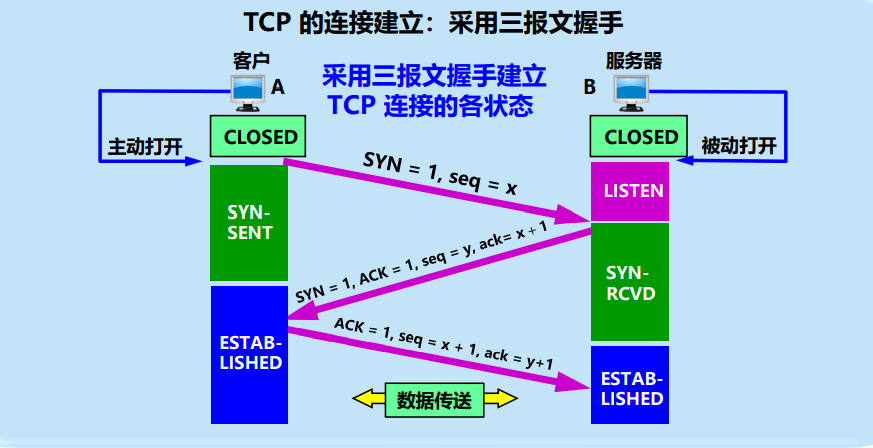 TCP 的连接建立：采用三报文握手
客户
服务器
A
采用三报文握手建立
TCP 连接的各状态
B
主动打开
CLOSED
CLOSED
被动打开
SYN = 1, seq = x
LISTEN
SYN-
SENT
SYN = 1, ACK = 1, seq = y, ack= x + 1
SYN-
RCVD
ACK = 1, seq = x + 1, ack = y+1
ESTAB-
LISHED
ESTAB-
LISHED
数据传送